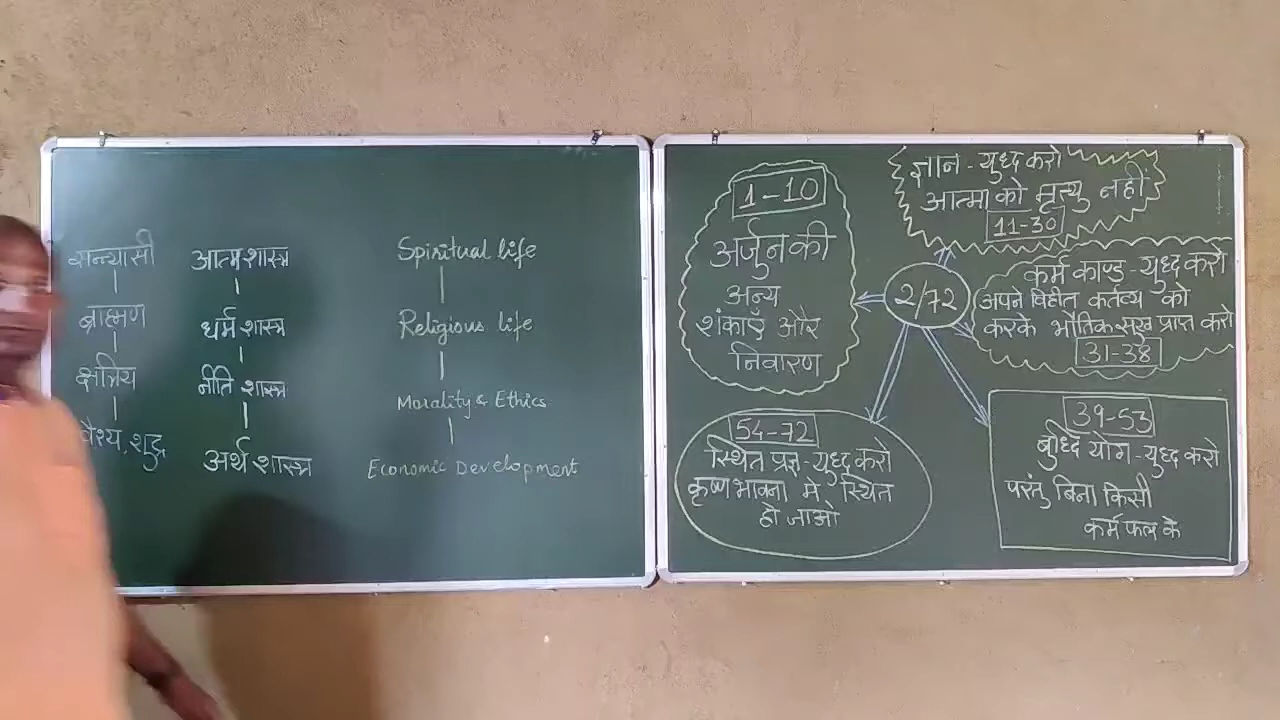 सन्यासी आत्मशास्त्र Spiritual life
ब्राह्मण धर्म शास्त्र Religious life
क्षत्रिय नीति शास्त्र Morality & Ethics
वैश्य, शुद्र अर्थ शास्त्र Economic Development
1-10
अर्जुन की
अन्य
शंकाएँ और
निवारण
ज्ञान - युध्द करो
आत्मा को मृत्यु नहीं
11-30
2/72
कर्म काण्ड - युध्द करो
अपने विहीत कर्तव्य को
करके भौतिक सुख प्राप्त करो
31-38
54-72
स्थित प्रज्ञ - युध्द करो
कृष्ण भावना मे स्थित
हो जाओ
39-53
बुध्दि योग - युध्द करो
परंतु बिना किसी
कर्म फल के